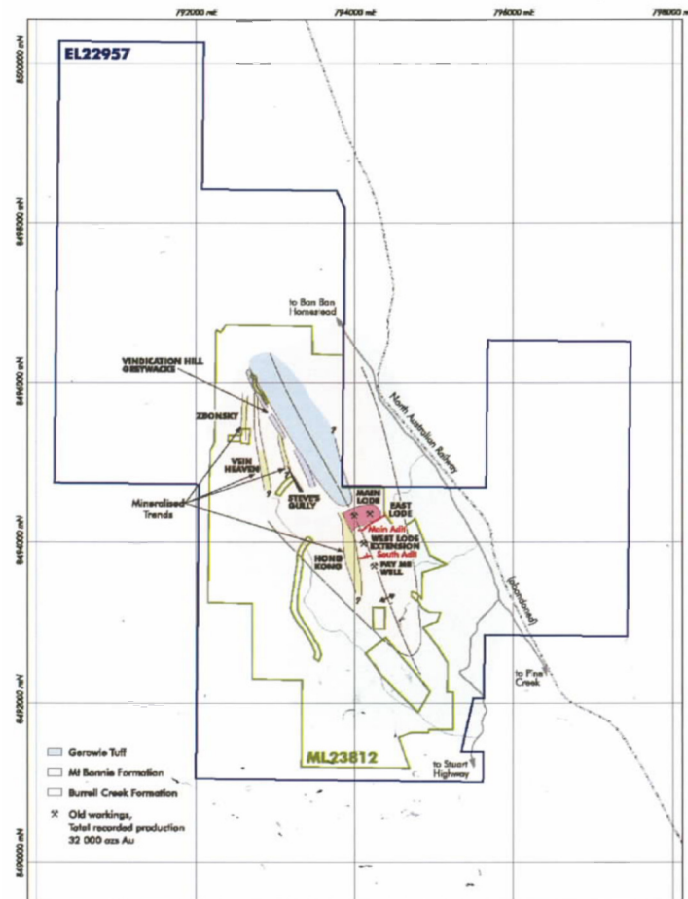 792000 mE
794000 mE
796000 mE
798000 mE
8500000 mN
8498000 mN
8496000 mN
8494000 mN
8492000 mN
8490000 mN
EL22957
to Ban Ban
Homestead
VINDICATION HILL
GREYWACKE
ZBONSKY
VEIN
HEAVEN
?
?
North Australian Railway
(abandoned)
Mineralised
Trends
STEVE'S
GULLY
MAIN
LODE
EAST
LODE
Main Adit
WEST LODE
EXTENSION
South Adit
HONG
KONG
PAY ME
WELL
?
to Pine
Creek
to Stuart
Highway
ML23812
Gerowie Tuff
Mt Bonnie Formation
Burrell Creek Formation
Old workings,
Total recorded production
32 000 ozs Au